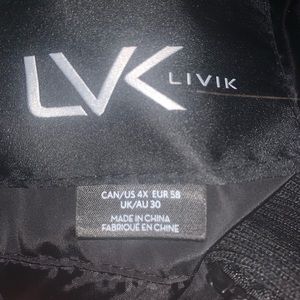 LVK LIVIK
CAN/US 4X EUR 58
UK/AU 30
MADE IN CHINA
FABRIQUÉ EN CHINE